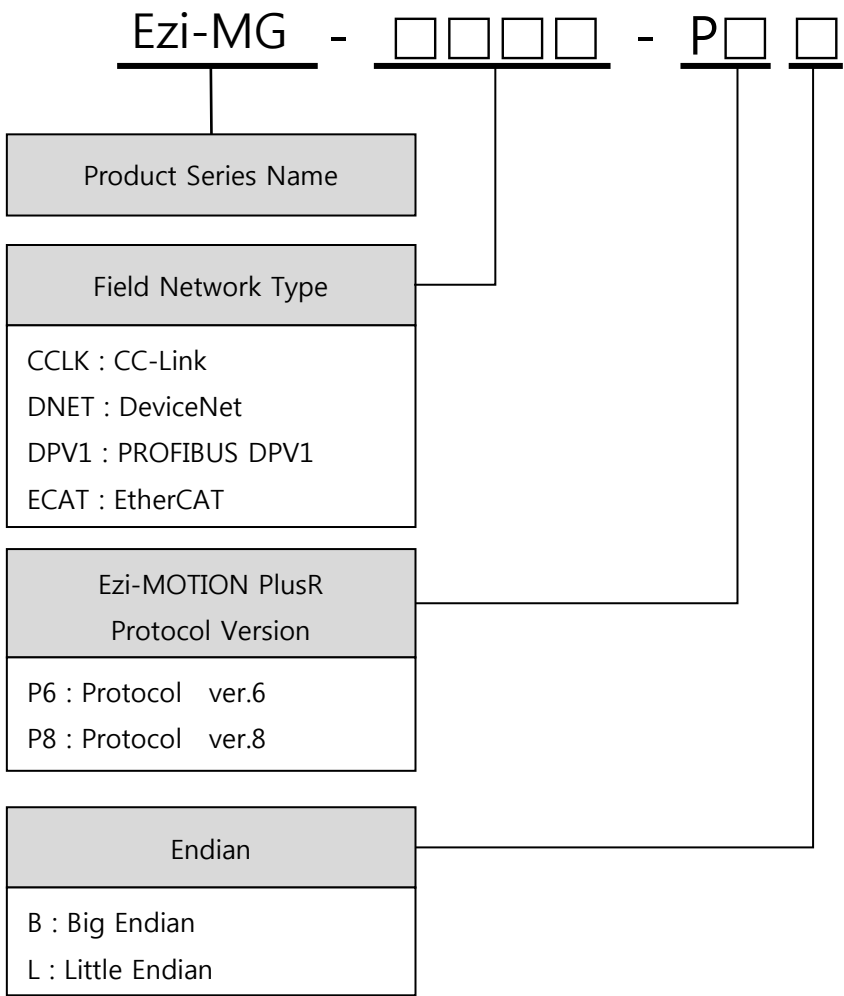 Ezi-MG - □□□□ - P□ □
Product Series Name
Field Network Type
CCLK : CC-Link
DNET : DeviceNet
DPV1 : PROFIBUS DPV1
ECAT : EtherCAT
Ezi-MOTION PlusR
Protocol Version
P6 : Protocol ver.6
P8 : Protocol ver.8
Endian
B : Big Endian
L : Little Endian